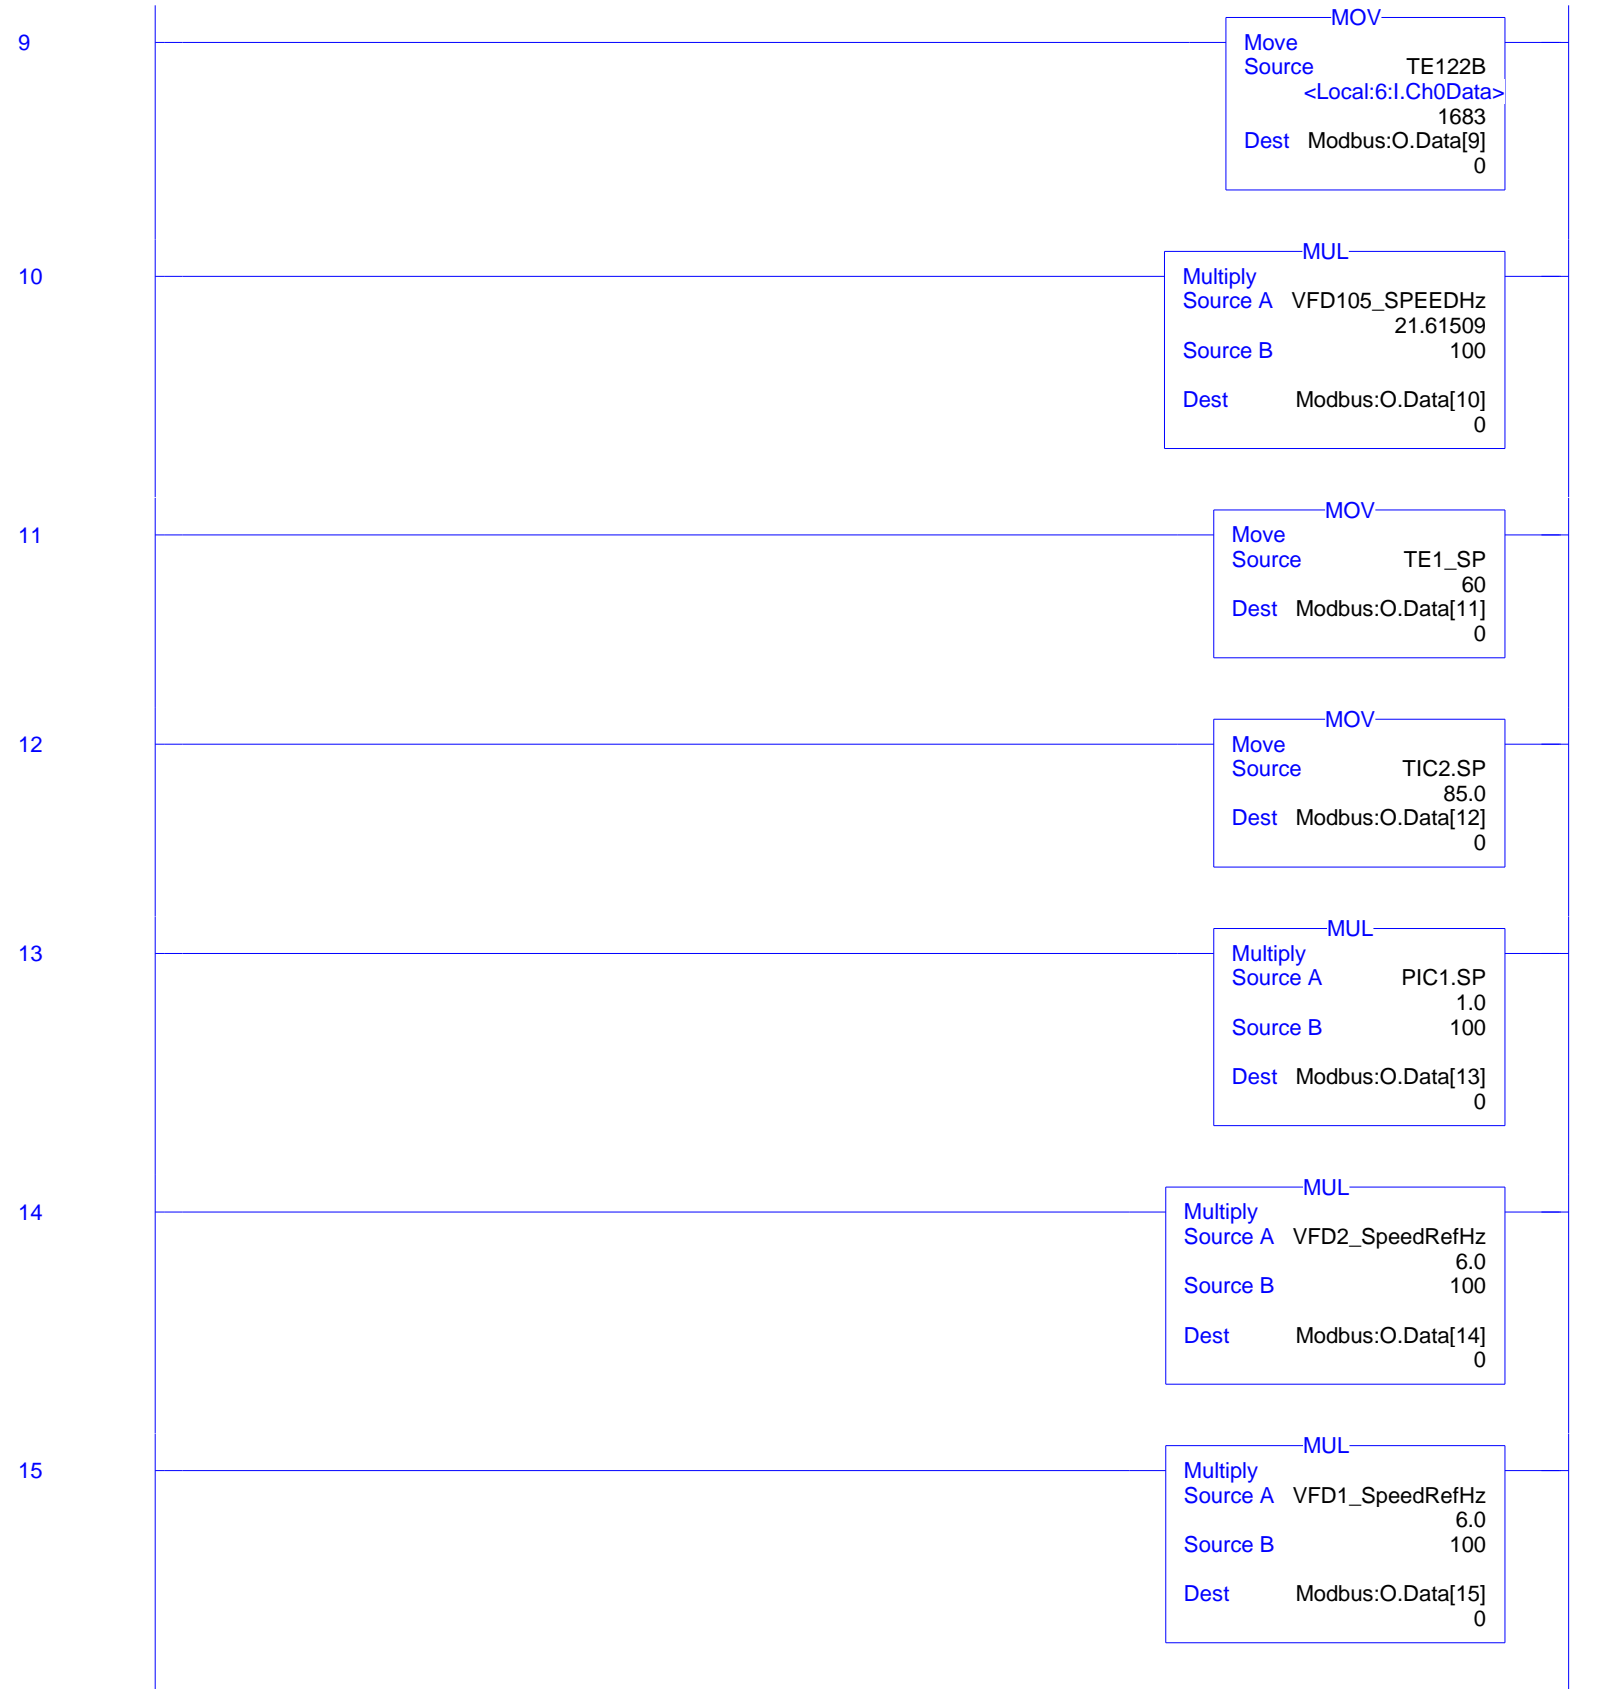 9
MOV
Move
Source TE122B
<Local:6:I.Ch0Data>
1683
Dest Modbus:O.Data[9]
0
10
MUL
Multiply
Source A VFD105_SPEEDHz
21.61509
Source B 100
Dest Modbus:O.Data[10]
0
11
MOV
Move
Source TE1_SP
60
Dest Modbus:O.Data[11]
0
12
MOV
Move
Source TIC2.SP
85.0
Dest Modbus:O.Data[12]
0
13
MUL
Multiply
Source A PIC1.SP
1.0
Source B 100
Dest Modbus:O.Data[13]
0
14
MUL
Multiply
Source A VFD2_SpeedRefHz
6.0
Source B 100
Dest Modbus:O.Data[14]
0
15
MUL
Multiply
Source A VFD1_SpeedRefHz
6.0
Source B 100
Dest Modbus:O.Data[15]
0